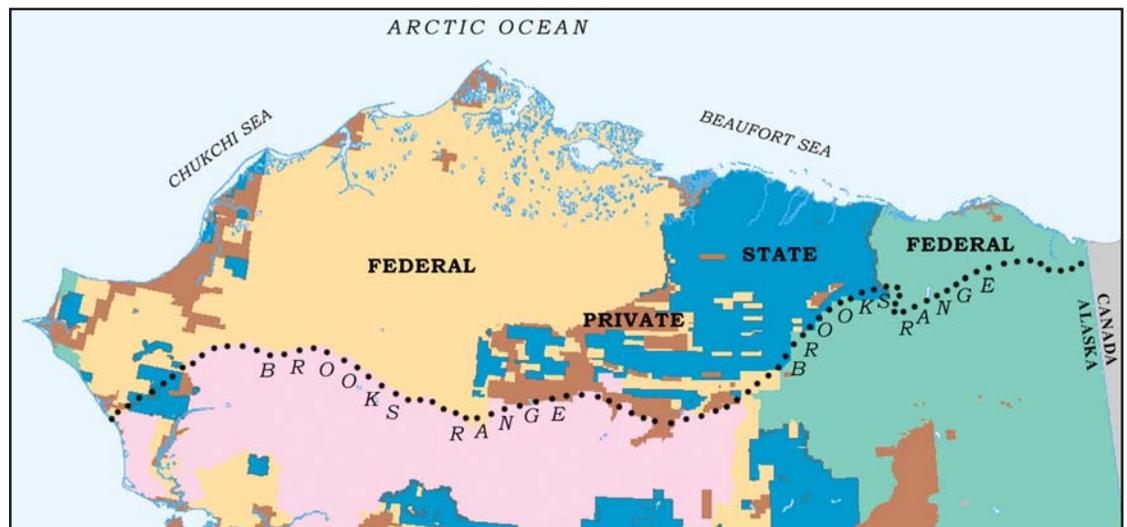 ARCTIC OCEAN
CHUKCHI SEA
BEAUFORT SEA
FEDERAL
STATE
FEDERAL
PRIVATE
BROOKS RANGE
BROOKS RANGE
CANADA
ALASKA